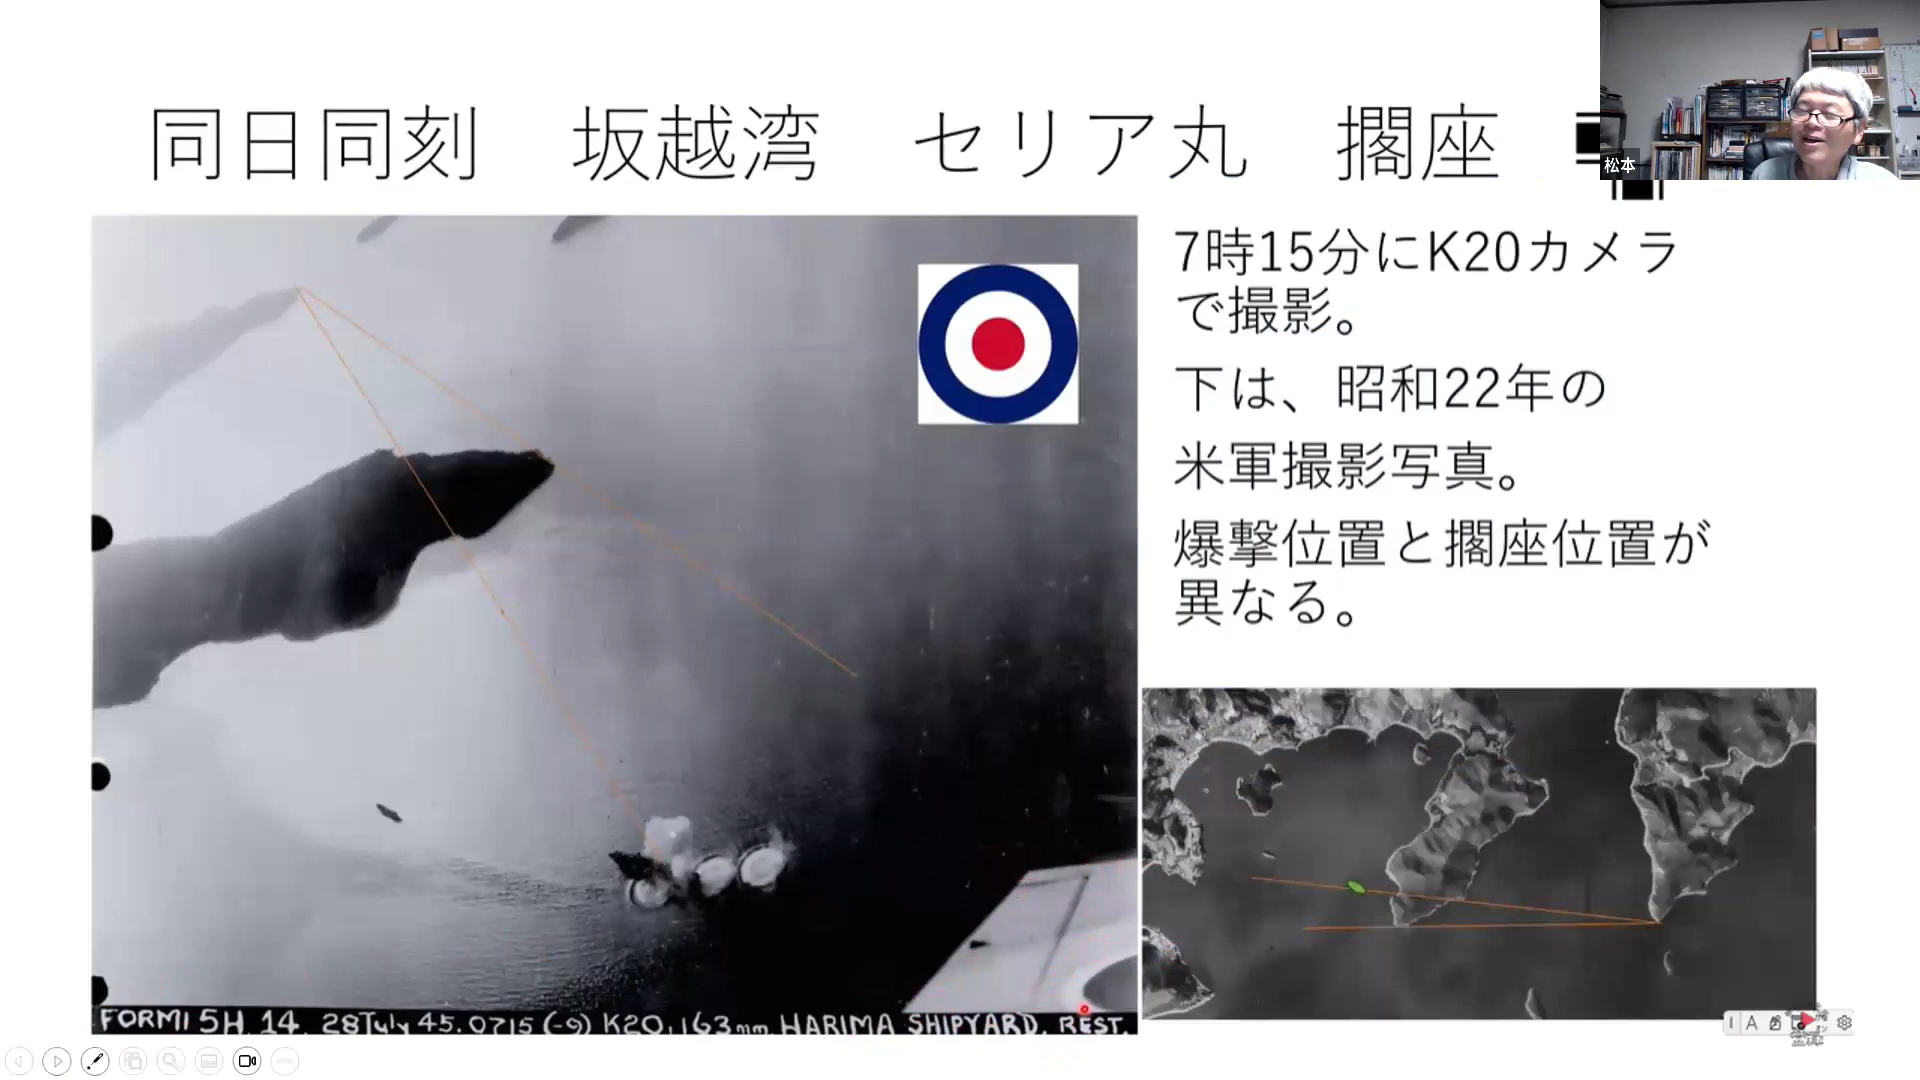 同日同刻　坂越湾　セリア丸　擱座
松本
7時15分にK20カメラ
で撮影。
下は、昭和22年の
米軍撮影写真。
爆撃位置と擱座位置が
異なる。
FORMI 5H. 14. 28July 45.0715 (-9) K20.163mm HARIMA SHIPYARD. REST.
A